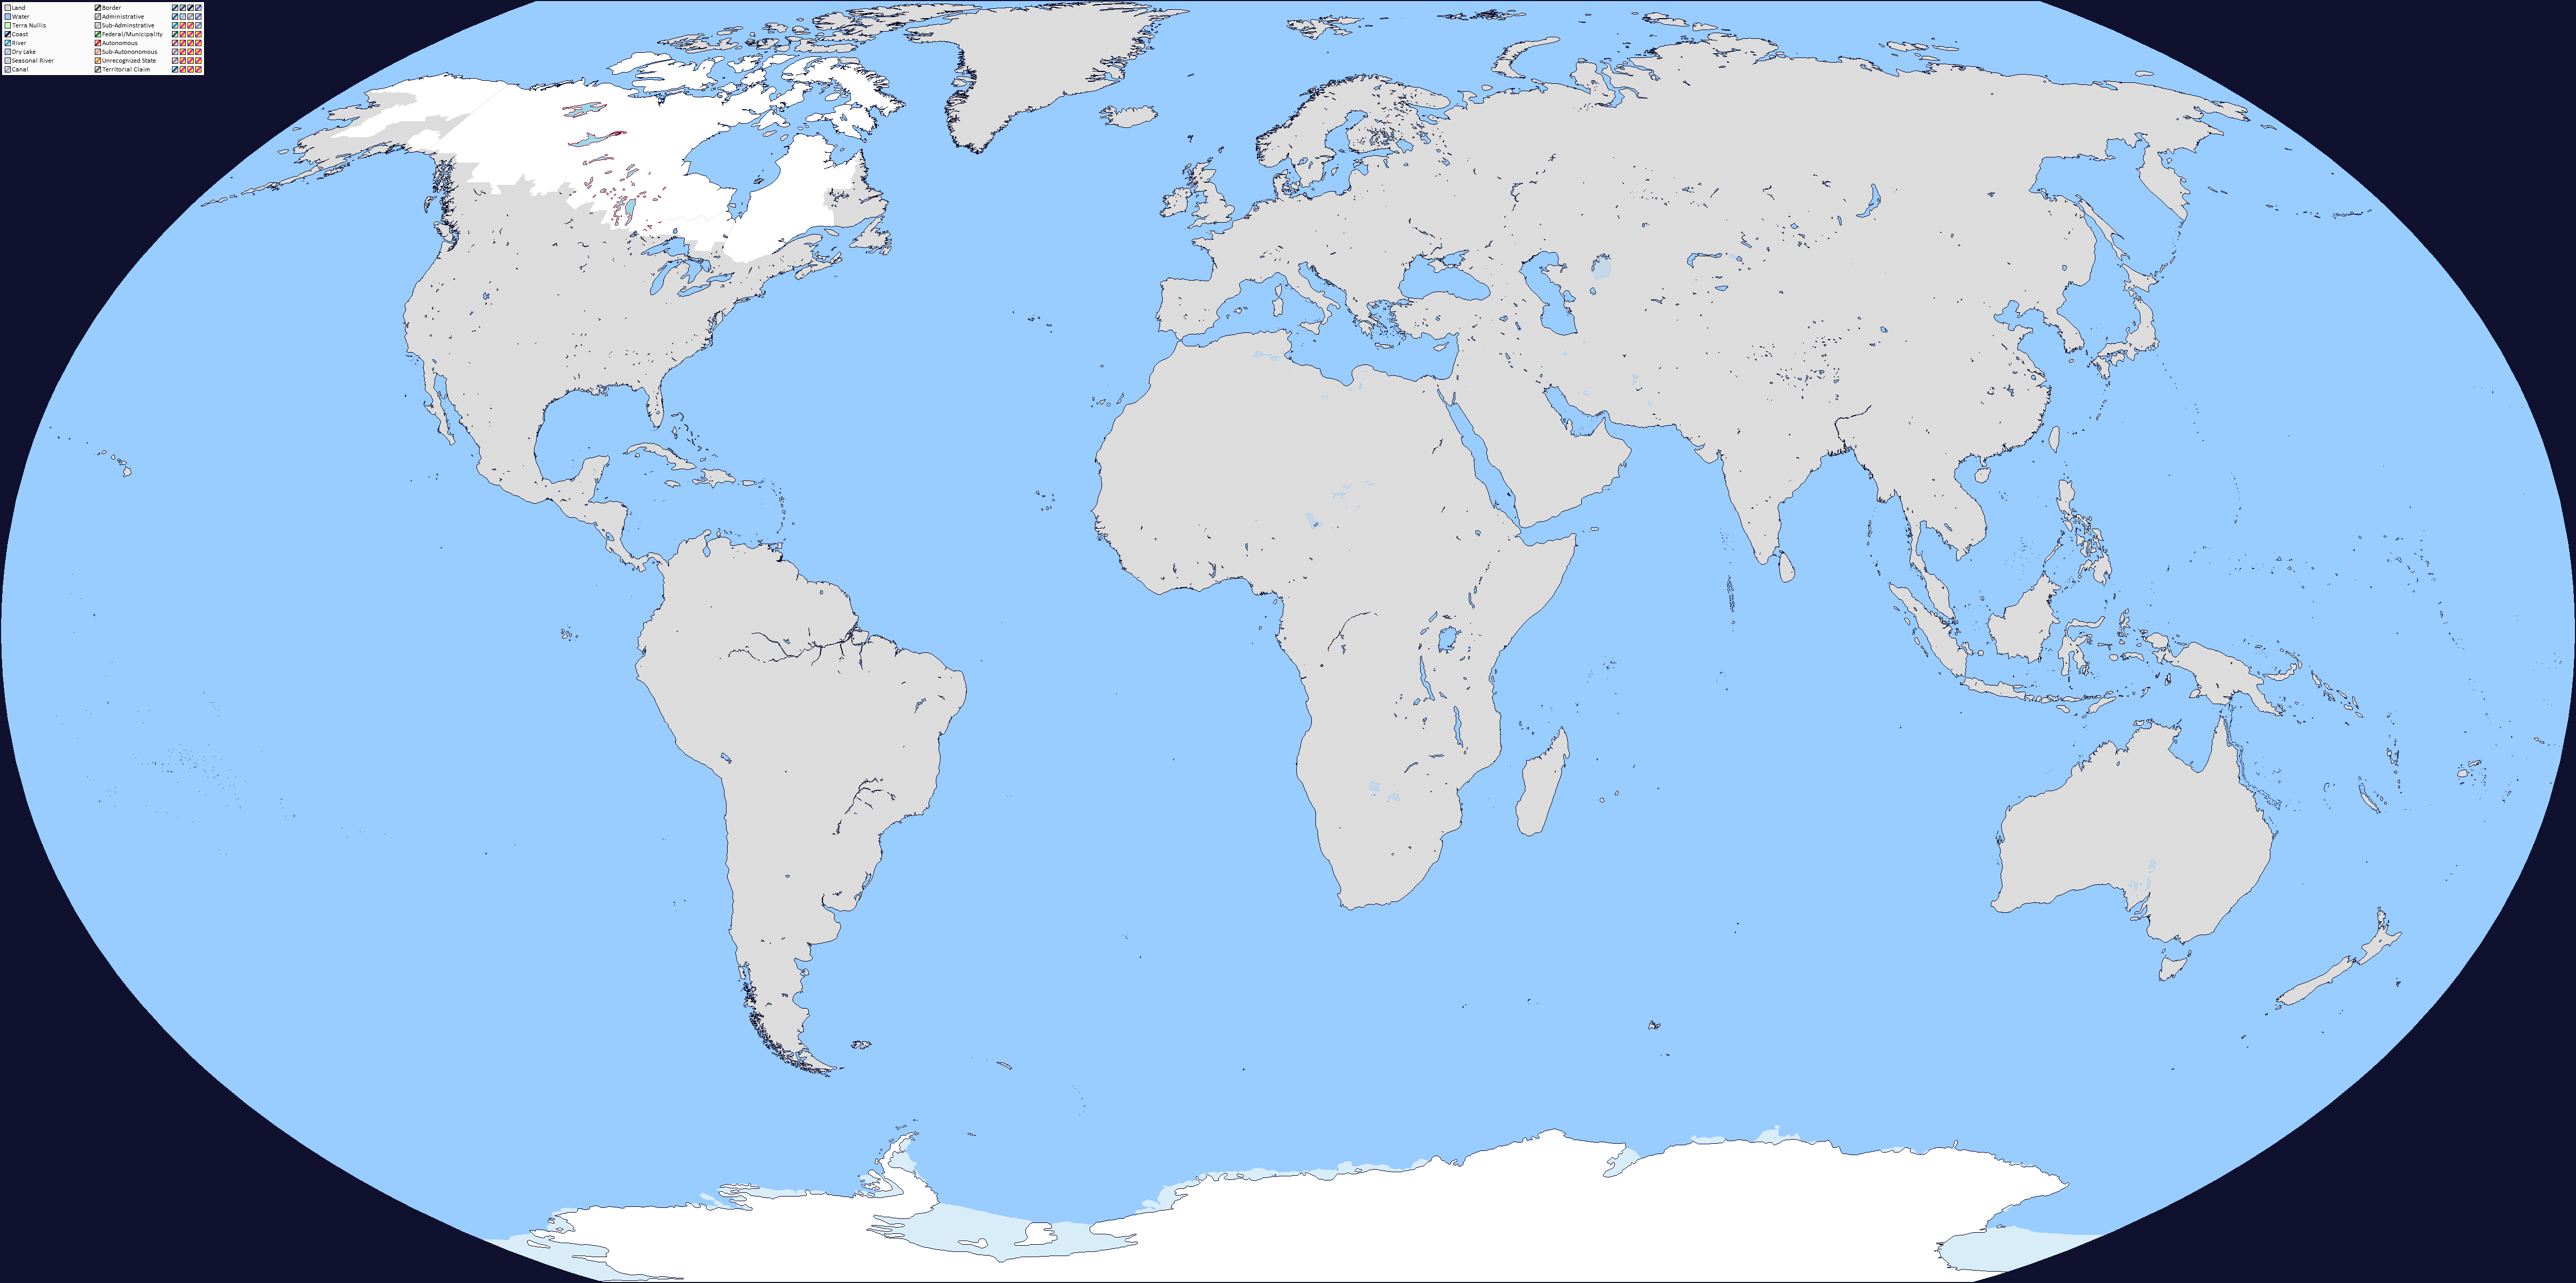 Land
Water
Terra Nullis
Coast
River
Dry Lake
Seasonal River
Canal
Border
Administrative
Sub-Adminstrative
Federal/Municipality
Autonomous
Sub-Autononomous
Unrecognized State
Territorial Claim